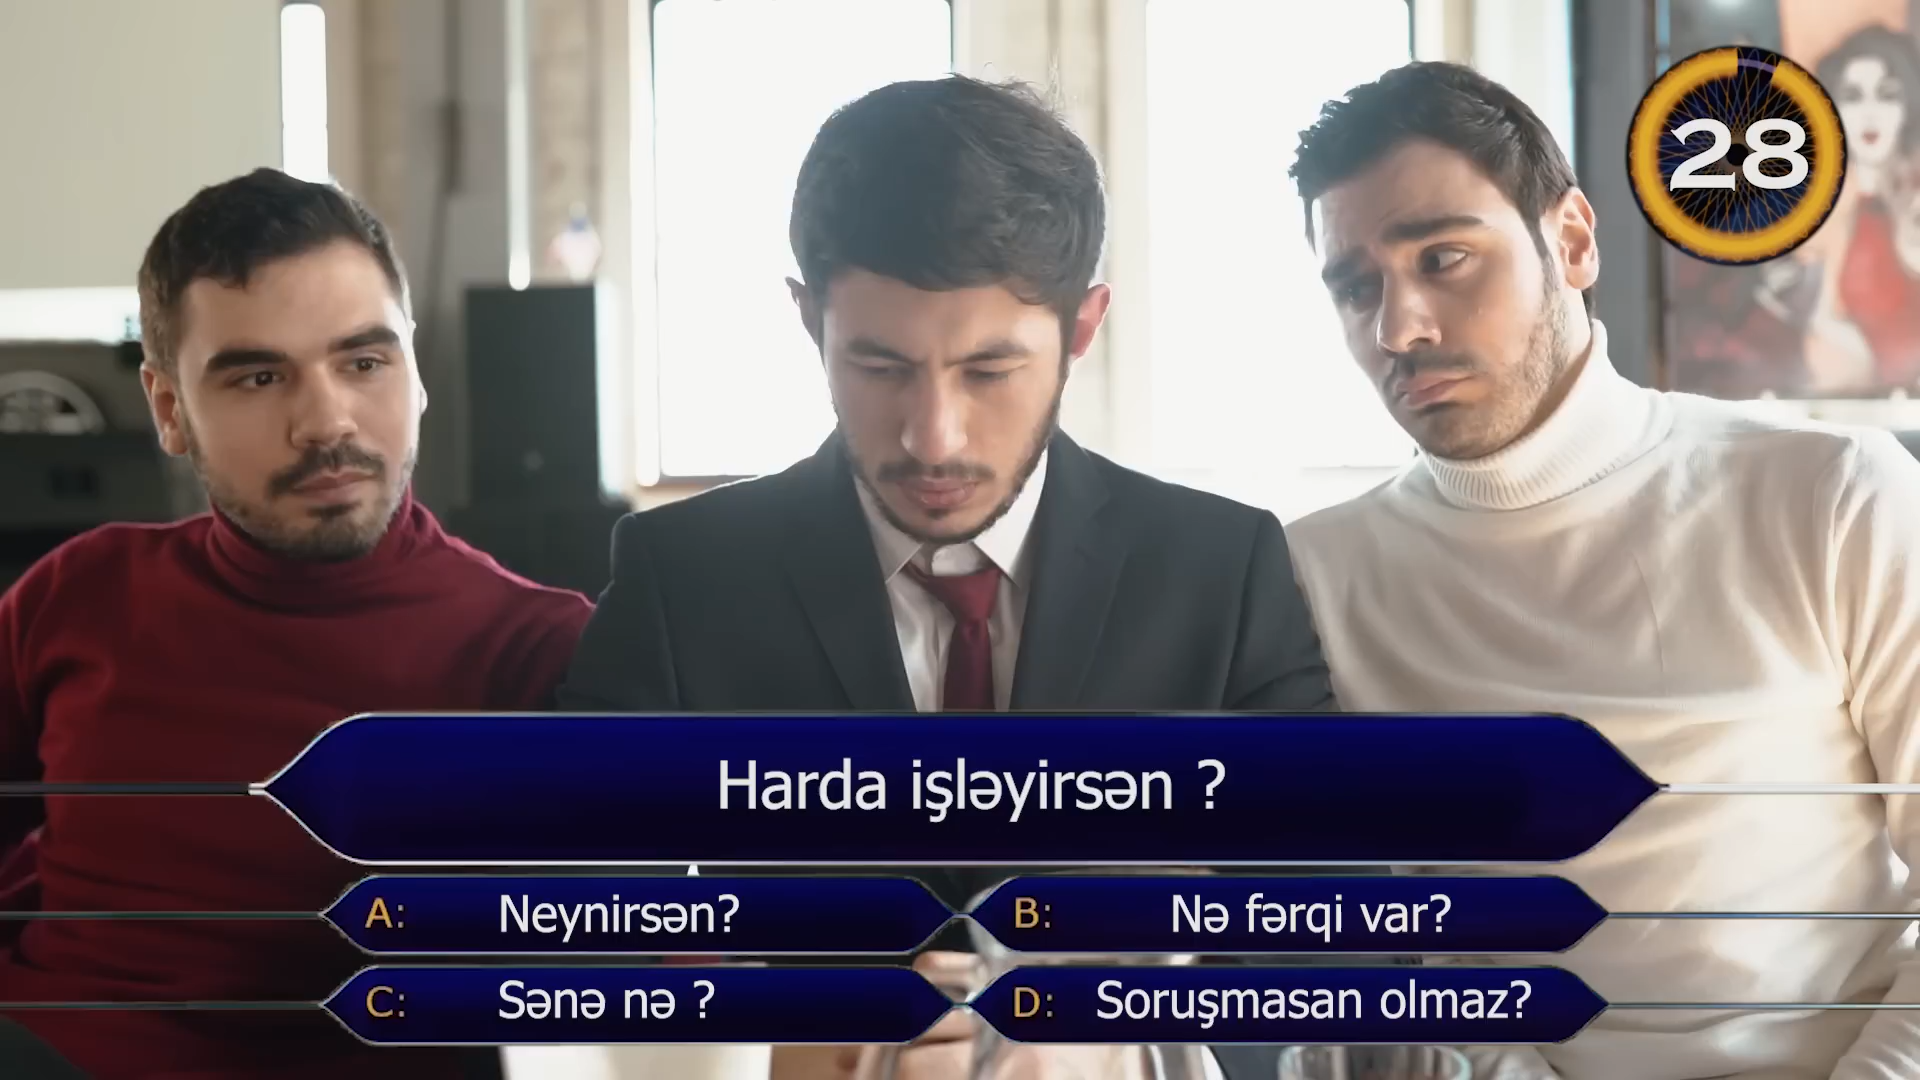 28
Harda işləyirsən ?
A: Neynirsən?
B: Nə fərqi var?
C: Sənə nə ?
D: Soruşmasan olmaz?